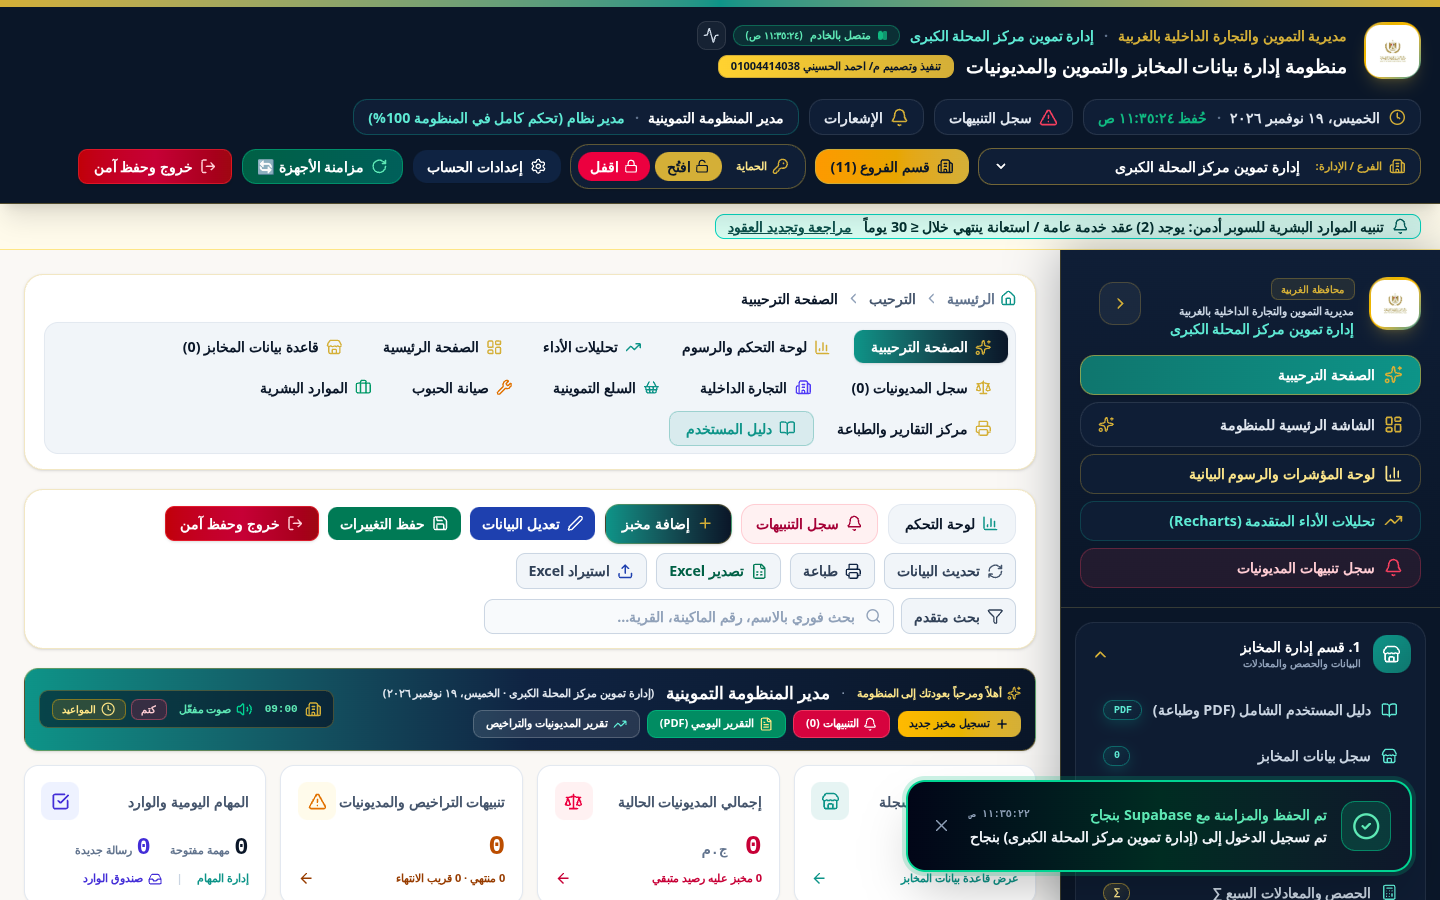 مديرية التموين والتجارة الداخلية بالغربية · إدارة تموين مركز المحلة الكبرى
متصل بالخادم (١١:٣٥:٢٤ ص)
منظومة إدارة بيانات المخابز والتموين والمديونيات
تنفيذ وتصميم م/ احمد الحسيني 01004414038
الخميس، ١٩ نوفمبر ٢٠٢٦ · حُفظ ١١:٣٥:٢٤ ص
سجل التنبيهات
الإشعارات
مدير المنظومة التموينية · مدير نظام (تحكم كامل في المنظومة 100%)
الفرع / الإدارة:
إدارة تموين مركز المحلة الكبرى
قسم الفروع (11)
الحماية
افتُح
اقفل
إعدادات الحساب
مزامنة الأجهزة 🔄
خروج وحفظ آمن
تنبيه الموارد البشرية للسوبر أدمن: يوجد (2) عقد خدمة عامة / استعانة ينتهي خلال ≤ 30 يوماً مراجعة وتجديد العقود
محافظة الغربية
مديرية التموين والتجارة الداخلية بالغربية
إدارة تموين مركز المحلة الكبرى
الصفحة الترحيبية
الشاشة الرئيسية للمنظومة
لوحة المؤشرات والرسوم البيانية
تحليلات الأداء المتقدمة (Recharts)
سجل تنبيهات المديونيات
1. قسم إدارة المخابز
البيانات والحصص والمعادلات
دليل المستخدم الشامل (PDF وطباعة)
PDF
سجل بيانات المخابز
0
الحصص والمعادلات السبع ∑
∑
الرئيسية
الترحيب
الصفحة الترحيبية
الصفحة الترحيبية
لوحة التحكم والرسوم
تحليلات الأداء
الصفحة الرئيسية
قاعدة بيانات المخابز (0)
سجل المديونيات (0)
التجارة الداخلية
السلع التموينية
صيانة الحبوب
الموارد البشرية
مركز التقارير والطباعة
دليل المستخدم
لوحة التحكم
سجل التنبيهات
إضافة مخبز
تعديل البيانات
حفظ التغييرات
خروج وحفظ آمن
تحديث البيانات
طباعة
تصدير Excel
استيراد Excel
بحث متقدم
بحث فوري بالاسم، رقم الماكينة، القرية...
أهلاً ومرحباً بعودتك إلى المنظومة · مدير المنظومة التموينية (إدارة تموين مركز المحلة الكبرى · الخميس، ١٩ نوفمبر ٢٠٢٦)
تسجيل مخبز جديد
التنبيهات (0)
التقرير اليومي (PDF)
تقرير المديونيات والتراخيص
09:00
صوت مفعّل
كتم
المواعيد
عرض قاعدة بيانات المخابز
إجمالي المديونيات الحالية
0 ج.م
0 مخبز عليه رصيد متبقي
تنبيهات التراخيص والمديونيات
0
0 منتهي · 0 قريب الانتهاء
المهام اليومية والوارد
0 مهمة مفتوحة
0 رسالة جديدة
إدارة المهام | صندوق الوارد
تم الحفظ والمزامنة مع Supabase بنجاح
١١:٣٥:٢٢ ص
تم تسجيل الدخول إلى (إدارة تموين مركز المحلة الكبرى) بنجاح